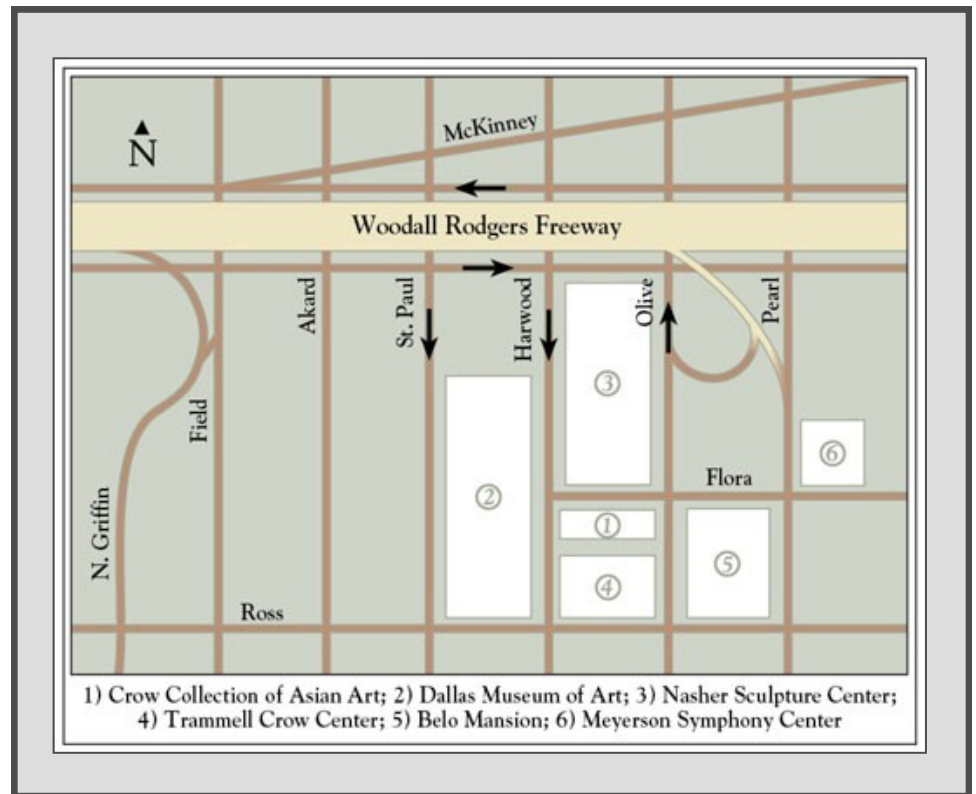 McKinney
N
Woodall Rodgers Freeway
Akard
St. Paul
Harwood
Olive
Pearl
3
Field
6
Flora
2
1
N. Griffin
5
4
Ross
1) Crow Collection of Asian Art; 2) Dallas Museum of Art; 3) Nasher Sculpture Center;
4) Trammell Crow Center; 5) Belo Mansion; 6) Meyerson Symphony Center